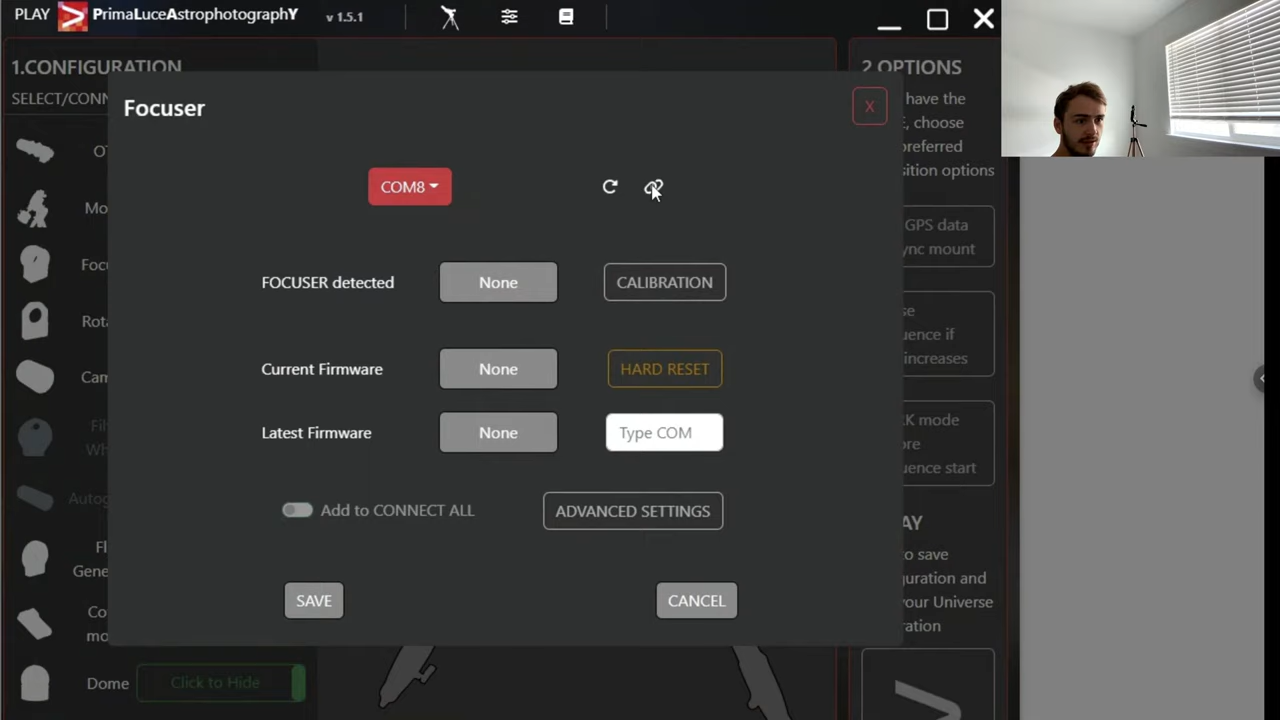 PLAY PrimaLuceAstrophotographY v 1.5.1
1.CONFIGURATION
SELECT/CONN
Mo
Foc
Rota
Cam
Autog
Fl
Gene
Co
mo
Dome Click to Hide
Focuser
X
COM8
FOCUSER detected None CALIBRATION
Current Firmware None HARD RESET
Latest Firmware None Type COM
Add to CONNECT ALL ADVANCED SETTINGS
SAVE CANCEL
2 OPTIONS
have the
, choose
preferred
sition options
GPS data
ync mount
se
uence if
increases
K mode
ore
uence start
AY
o save
guration and
your Universe
ration